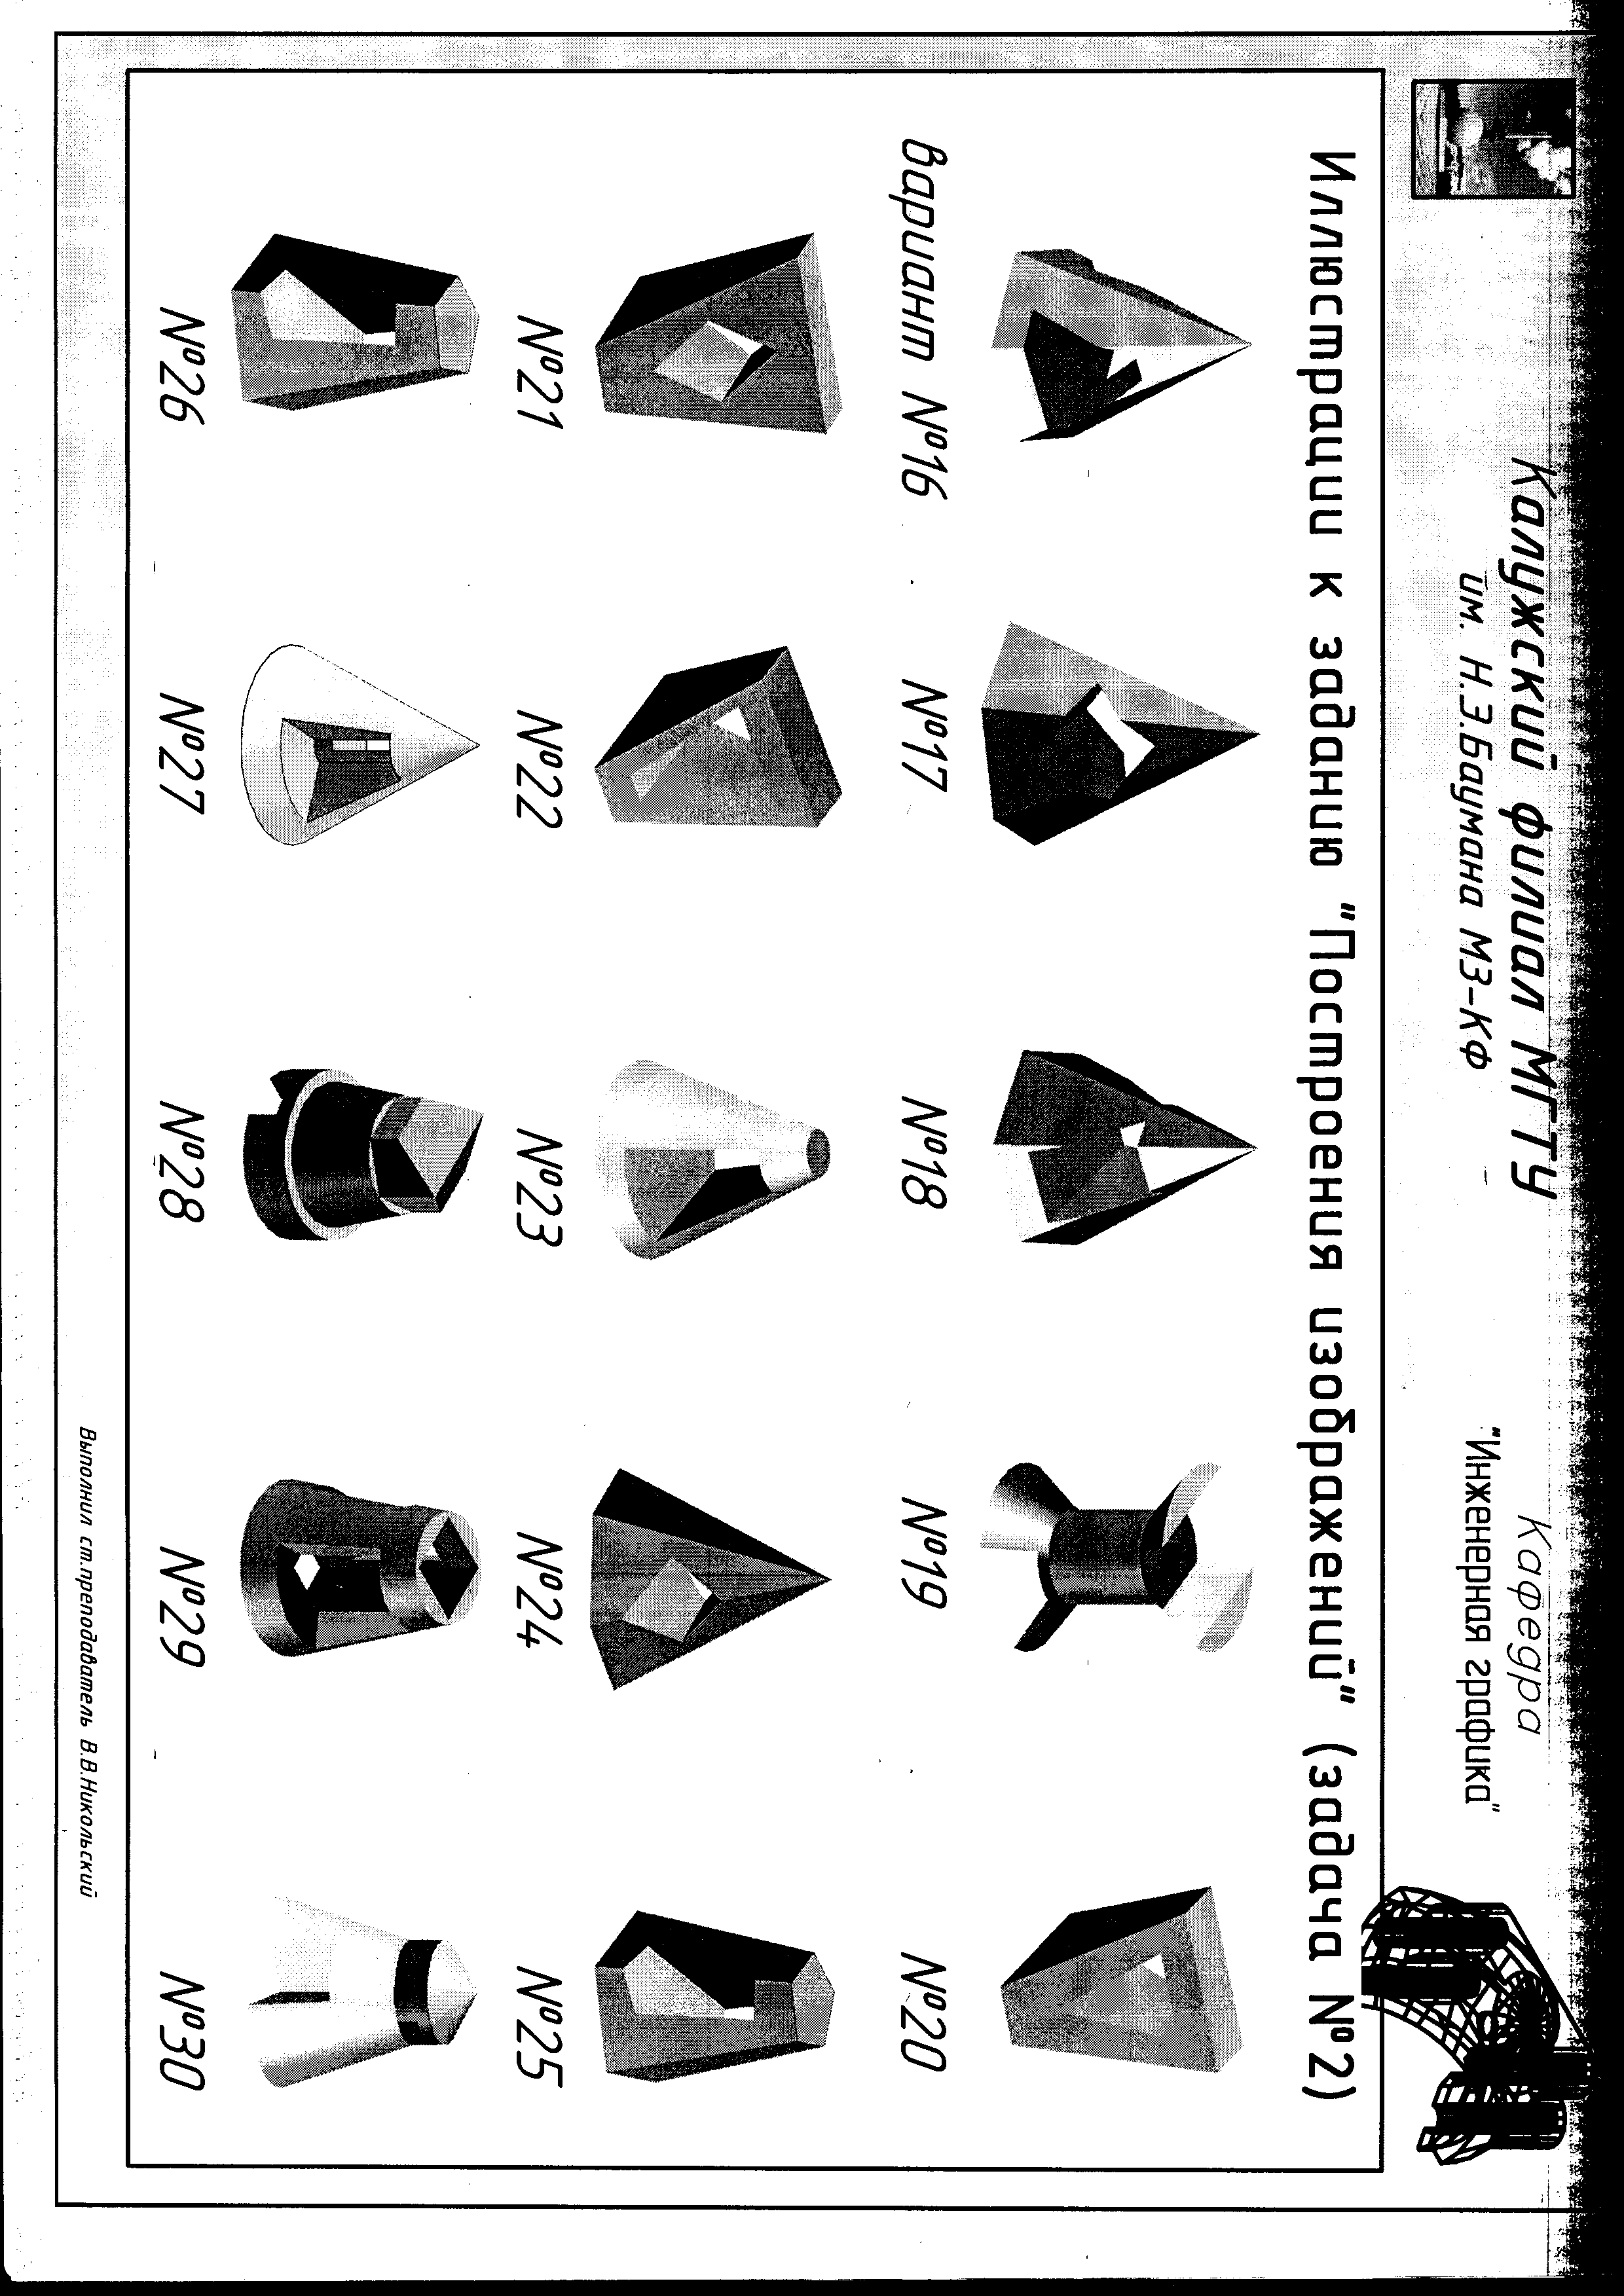 Калужский филиал МГТУ
им. Н.Э.Баумана МЗ-КФ
Кафедра
"Инженерная графика"
Иллюстрации к заданию "Построения изображений" (задача №2)
вариант №16
№17
№18
№19
№20
№21
№22
№23
№24
№25
№26
№27
№28
№29
№30
Выполнил ст.преподаватель В.В.Никольский